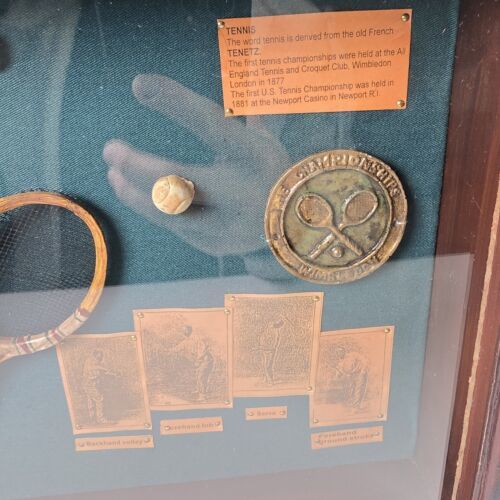 TENNIS
The word tennis is derived from the old French
TENETZ.
The first tennis championships were held at the All
England Tennis and Croquet Club, Wimbledon
London in 1877
The first U.S. Tennis Championship was held in
1881 at the Newport Casino in Newport R.I.
THE CHAMPIONSHIPS
WIMBLEDON
Backhand volley
Forehand lob
Serve
Forehand
ground stroke